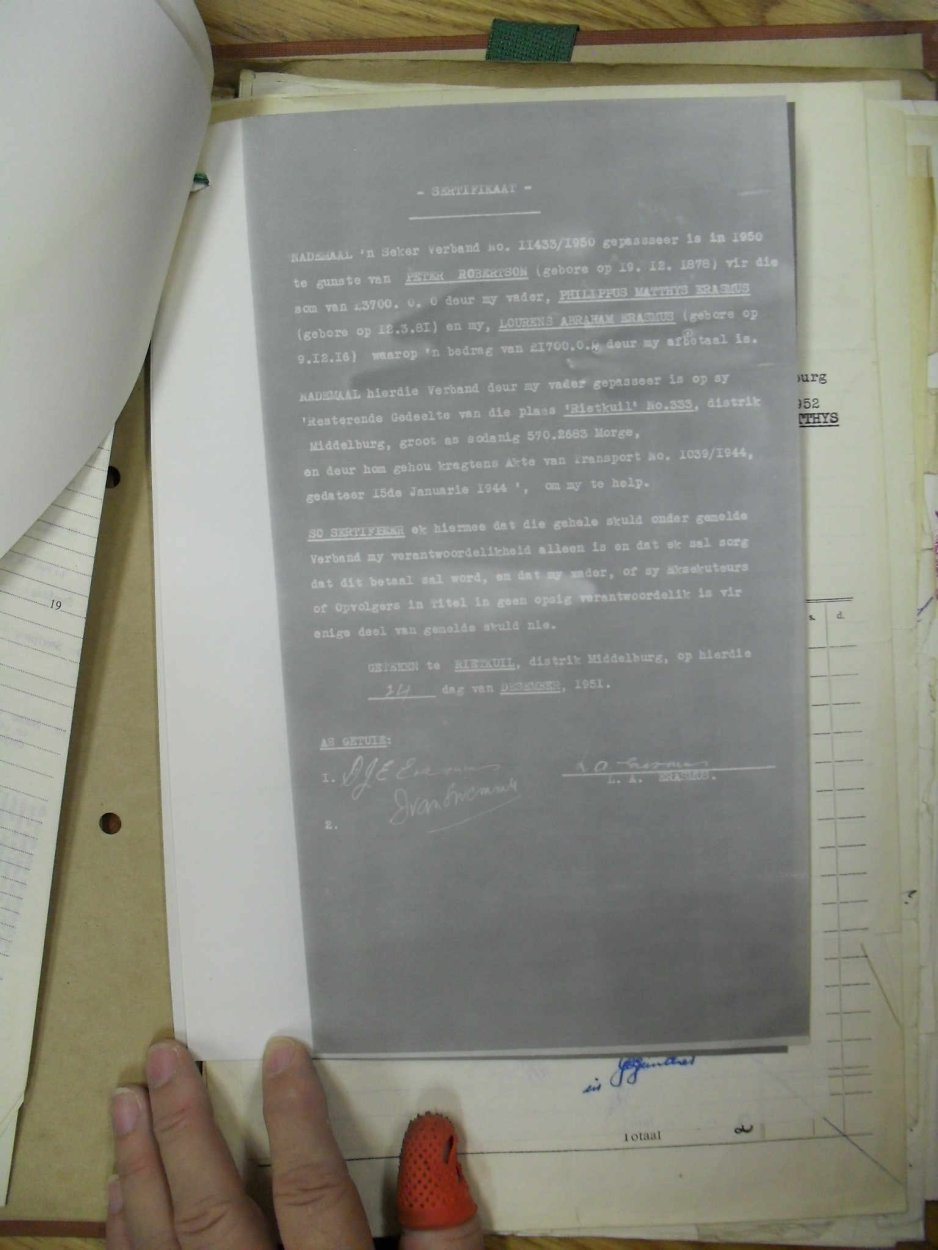 - SERTIFIKAAT -
NADEMAAL 'n Seker Verband No. 11433/1950 gepasseer is in 1950
te gunste van PETER ROBERTSON (gebore op 19. 12. 1878) vir die
som van £3700. 0. 0 deur my vader, PHILIPPUS MATTHYS ERASMUS
(gebore op 12.3.81) en my, LOURENS ABRAHAM ERASMUS (gebore op
9.12.16) waarop 'n bedrag van £1700.0.0 deur my afbetaal is.
NADEMAAL hierdie Verband deur my vader gepasseer is op sy
'Resterende Gedeelte van die plaas 'Rietkuil' No.333, distrik
Middelburg, groot as sodanig 570.2683 Morge,
en deur hom gehou kragtens Akte van Transport No. 1039/1944,
gedateer 15de Januarie 1944 ', om my te help.
SO SERTIFEER ek hiermee dat die gehele skuld onder gemelde
Verband my verantwoordelikheid alleen is en dat ek sal sorg
dat dit betaal sal word, en dat my vader, of sy Eksekuteurs
of Opvolgers in Titel in geen opsig verantwoordelik is vir
enige deel van gemelde skuld nie.
GETEKEN te RIETKUIL, distrik Middelburg, op hierdie
24 dag van DESEMBER, 1951.
AS GETUIE:
1. DJE Erasmus
L A Erasmus
L. A. ERASMUS.
2.
burg
952
TTHYS
19
s. d.
Totaal